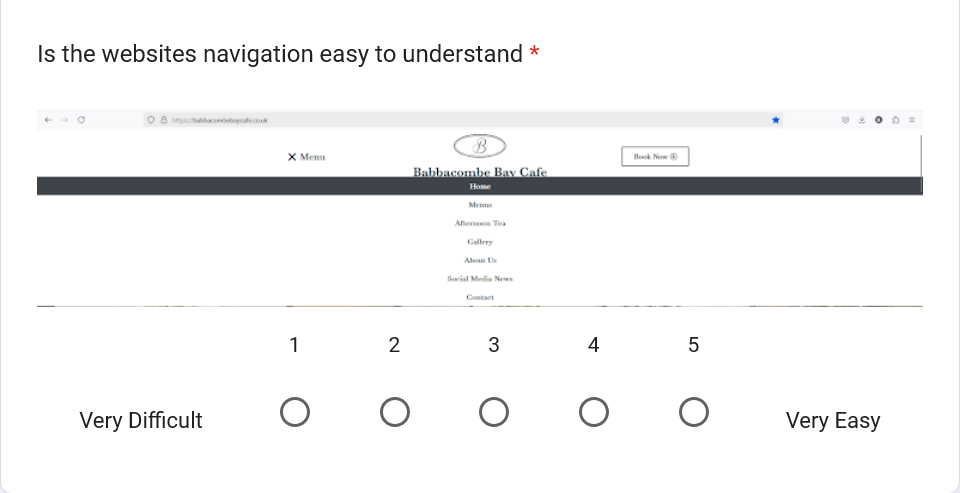 Is the websites navigation easy to understand *
https://babbacombebaycafe.co.uk
Menu
B
Book Now
Babbacombe Bay Cafe
Home
Menus
Afternoon Tea
Gallery
About Us
Social Media News
Contact
1 2 3 4 5
Very Difficult Very Easy